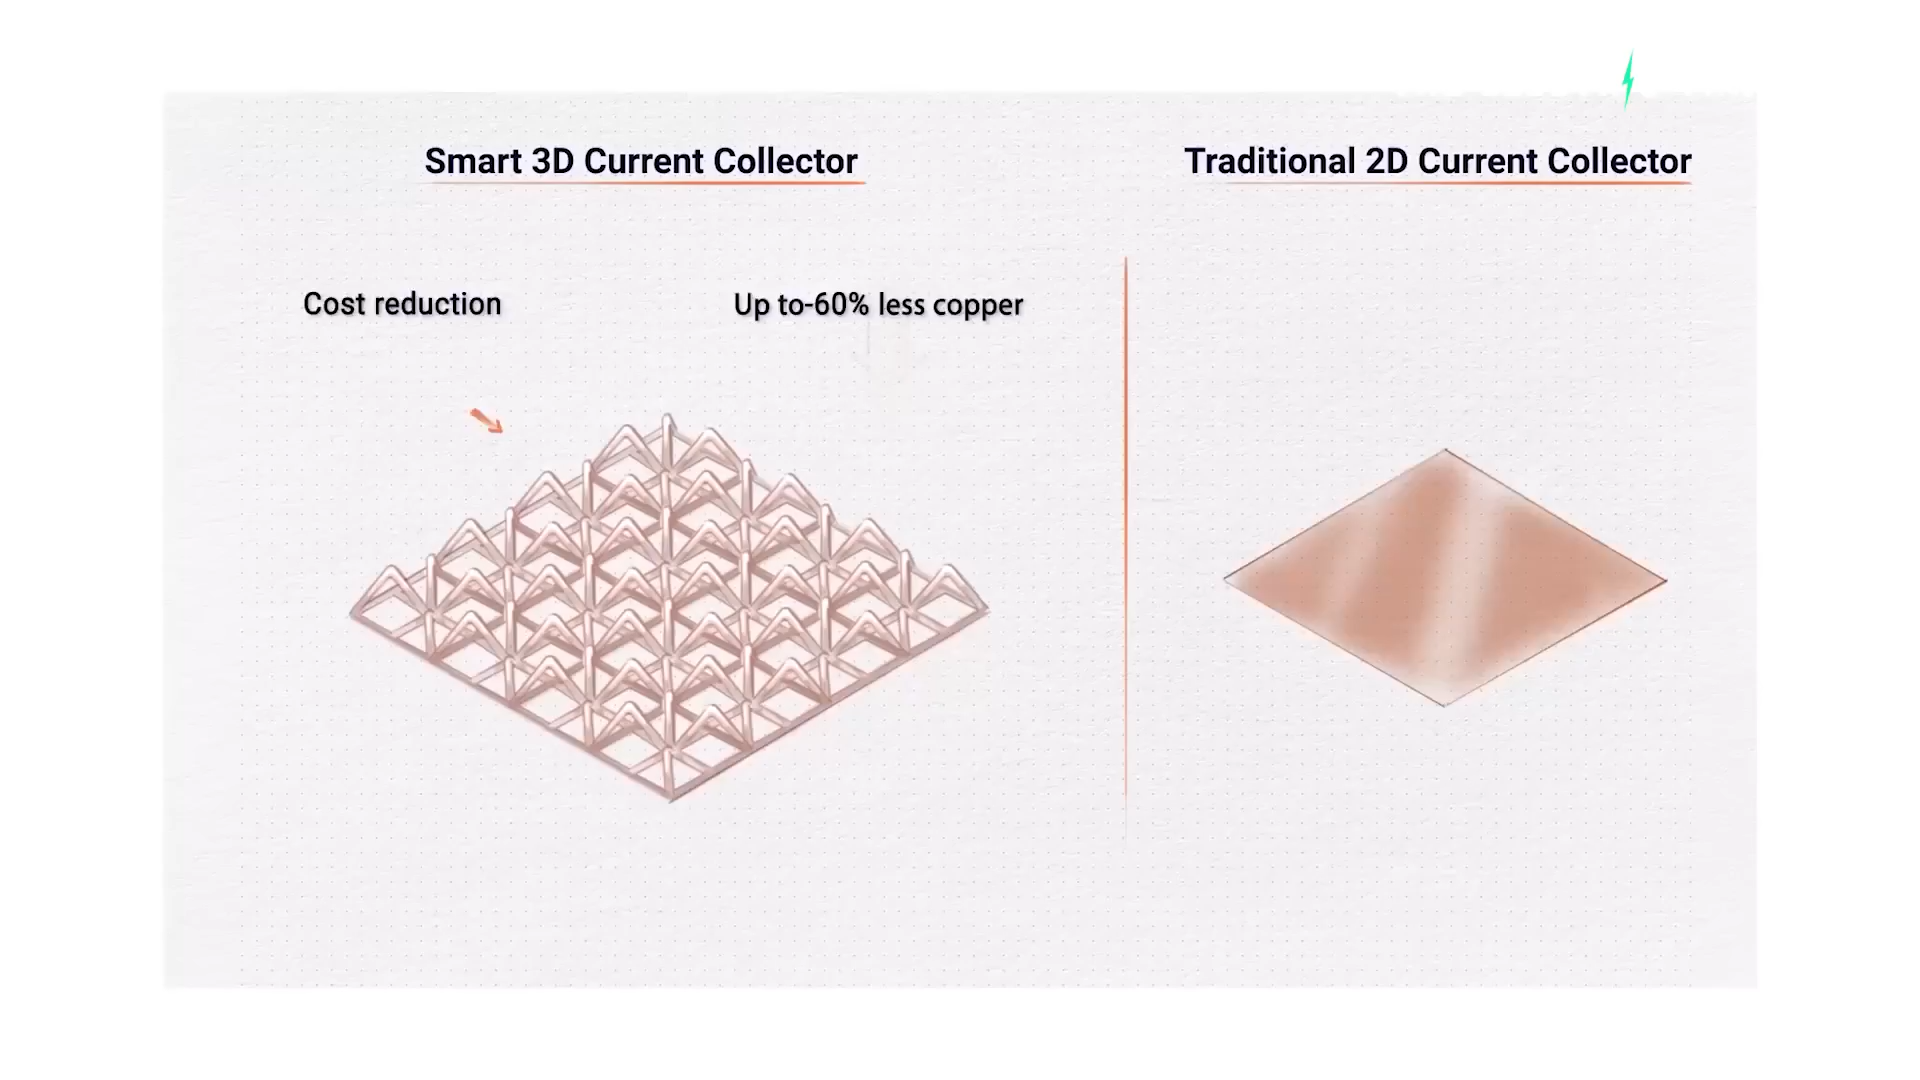 Smart 3D Current Collector
Traditional 2D Current Collector
Cost reduction
Up to-60% less copper